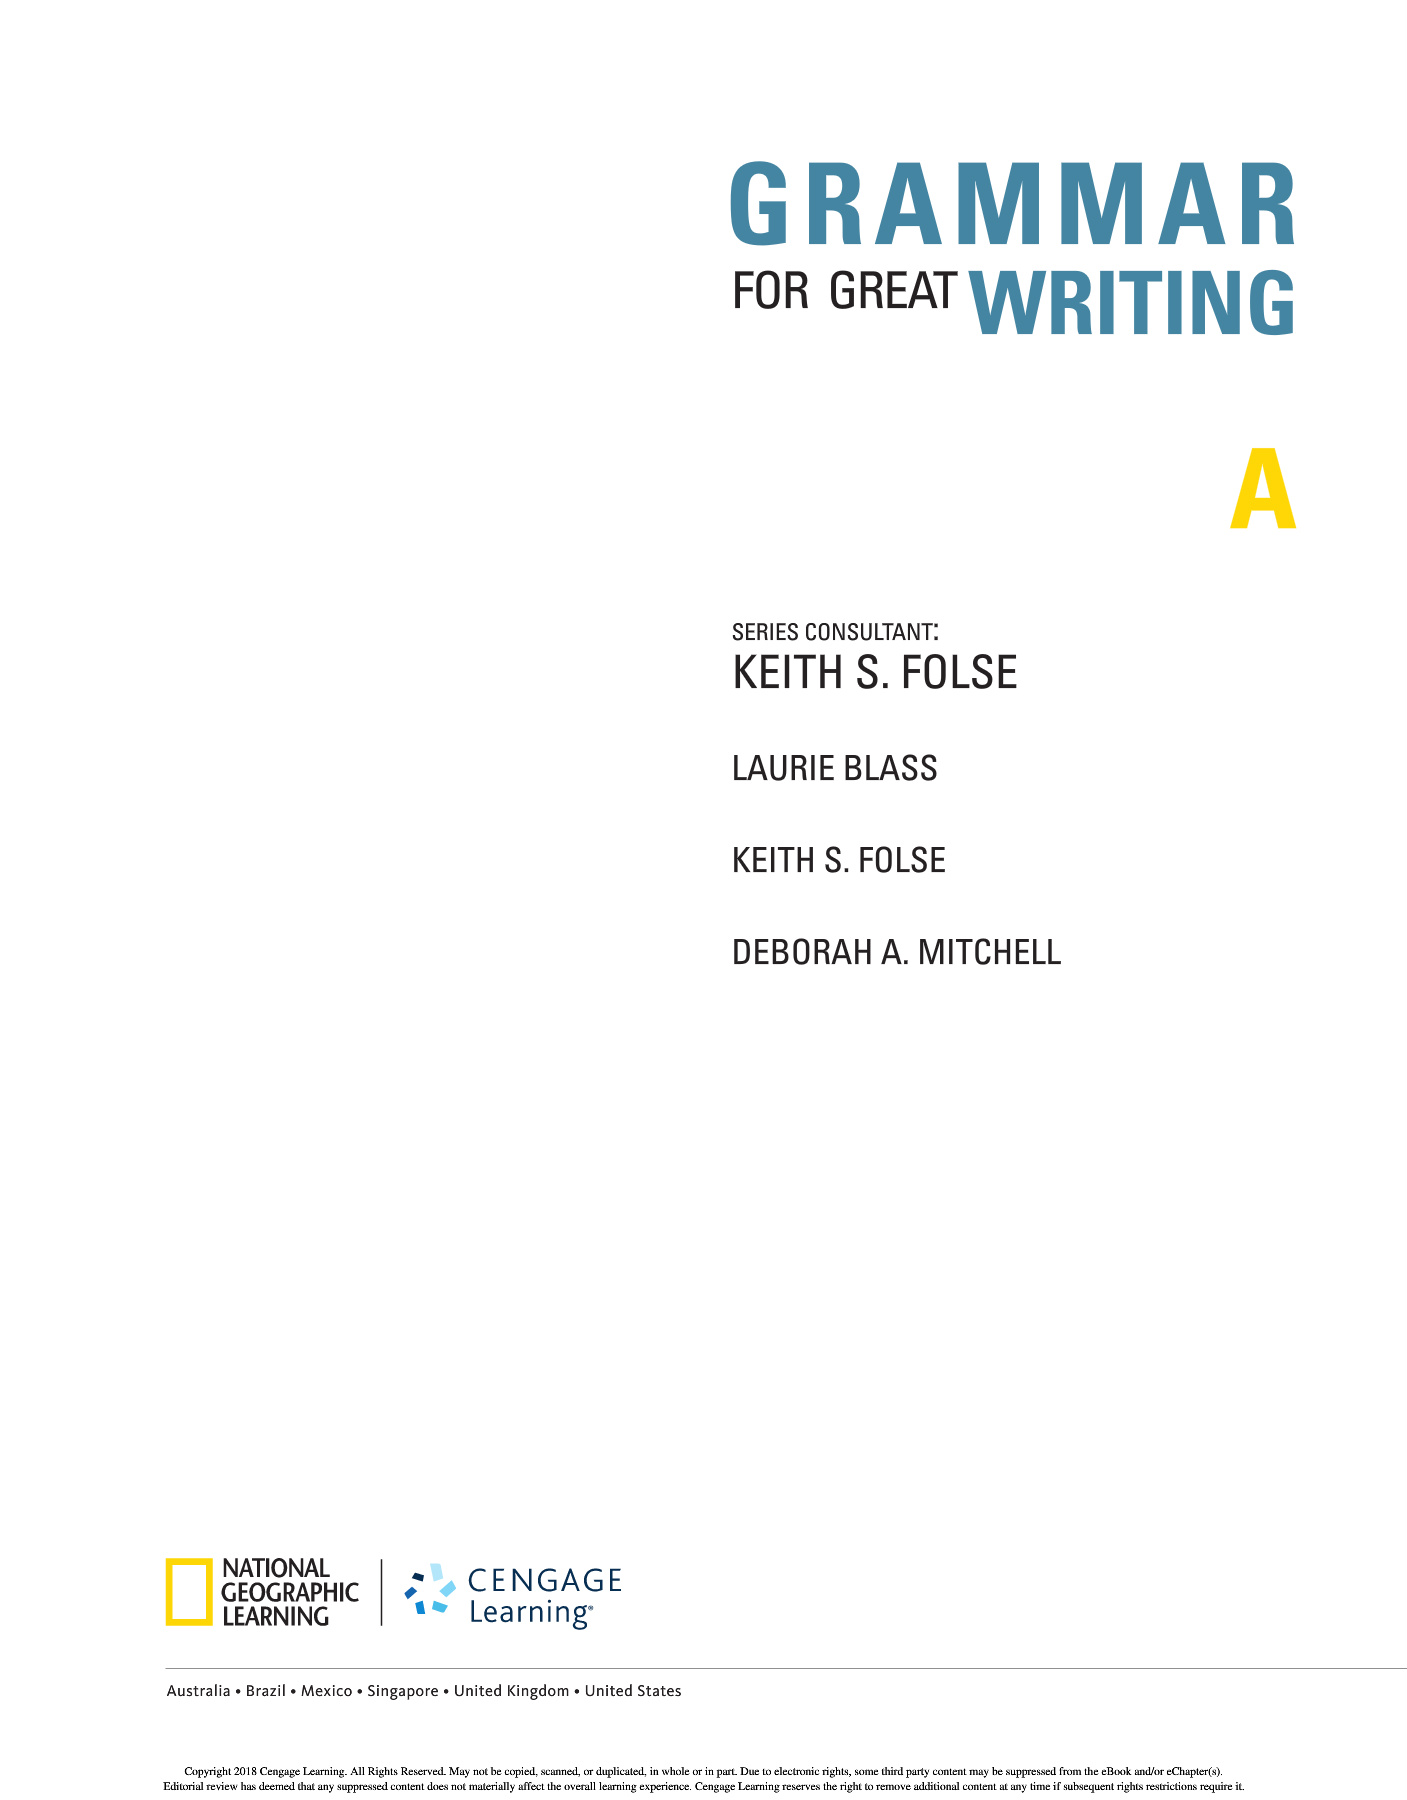 GRAMMAR
FOR GREAT WRITING
A
SERIES CONSULTANT:
KEITH S. FOLSE
LAURIE BLASS
KEITH S. FOLSE
DEBORAH A. MITCHELL
NATIONAL
GEOGRAPHIC
LEARNING
CENGAGE
Learning®
Australia • Brazil • Mexico • Singapore • United Kingdom • United States
Copyright 2018 Cengage Learning. All Rights Reserved. May not be copied, scanned, or duplicated, in whole or in part. Due to electronic rights, some third party content may be suppressed from the eBook and/or eChapter(s).
Editorial review has deemed that any suppressed content does not materially affect the overall learning experience. Cengage Learning reserves the right to remove additional content at any time if subsequent rights restrictions require it.